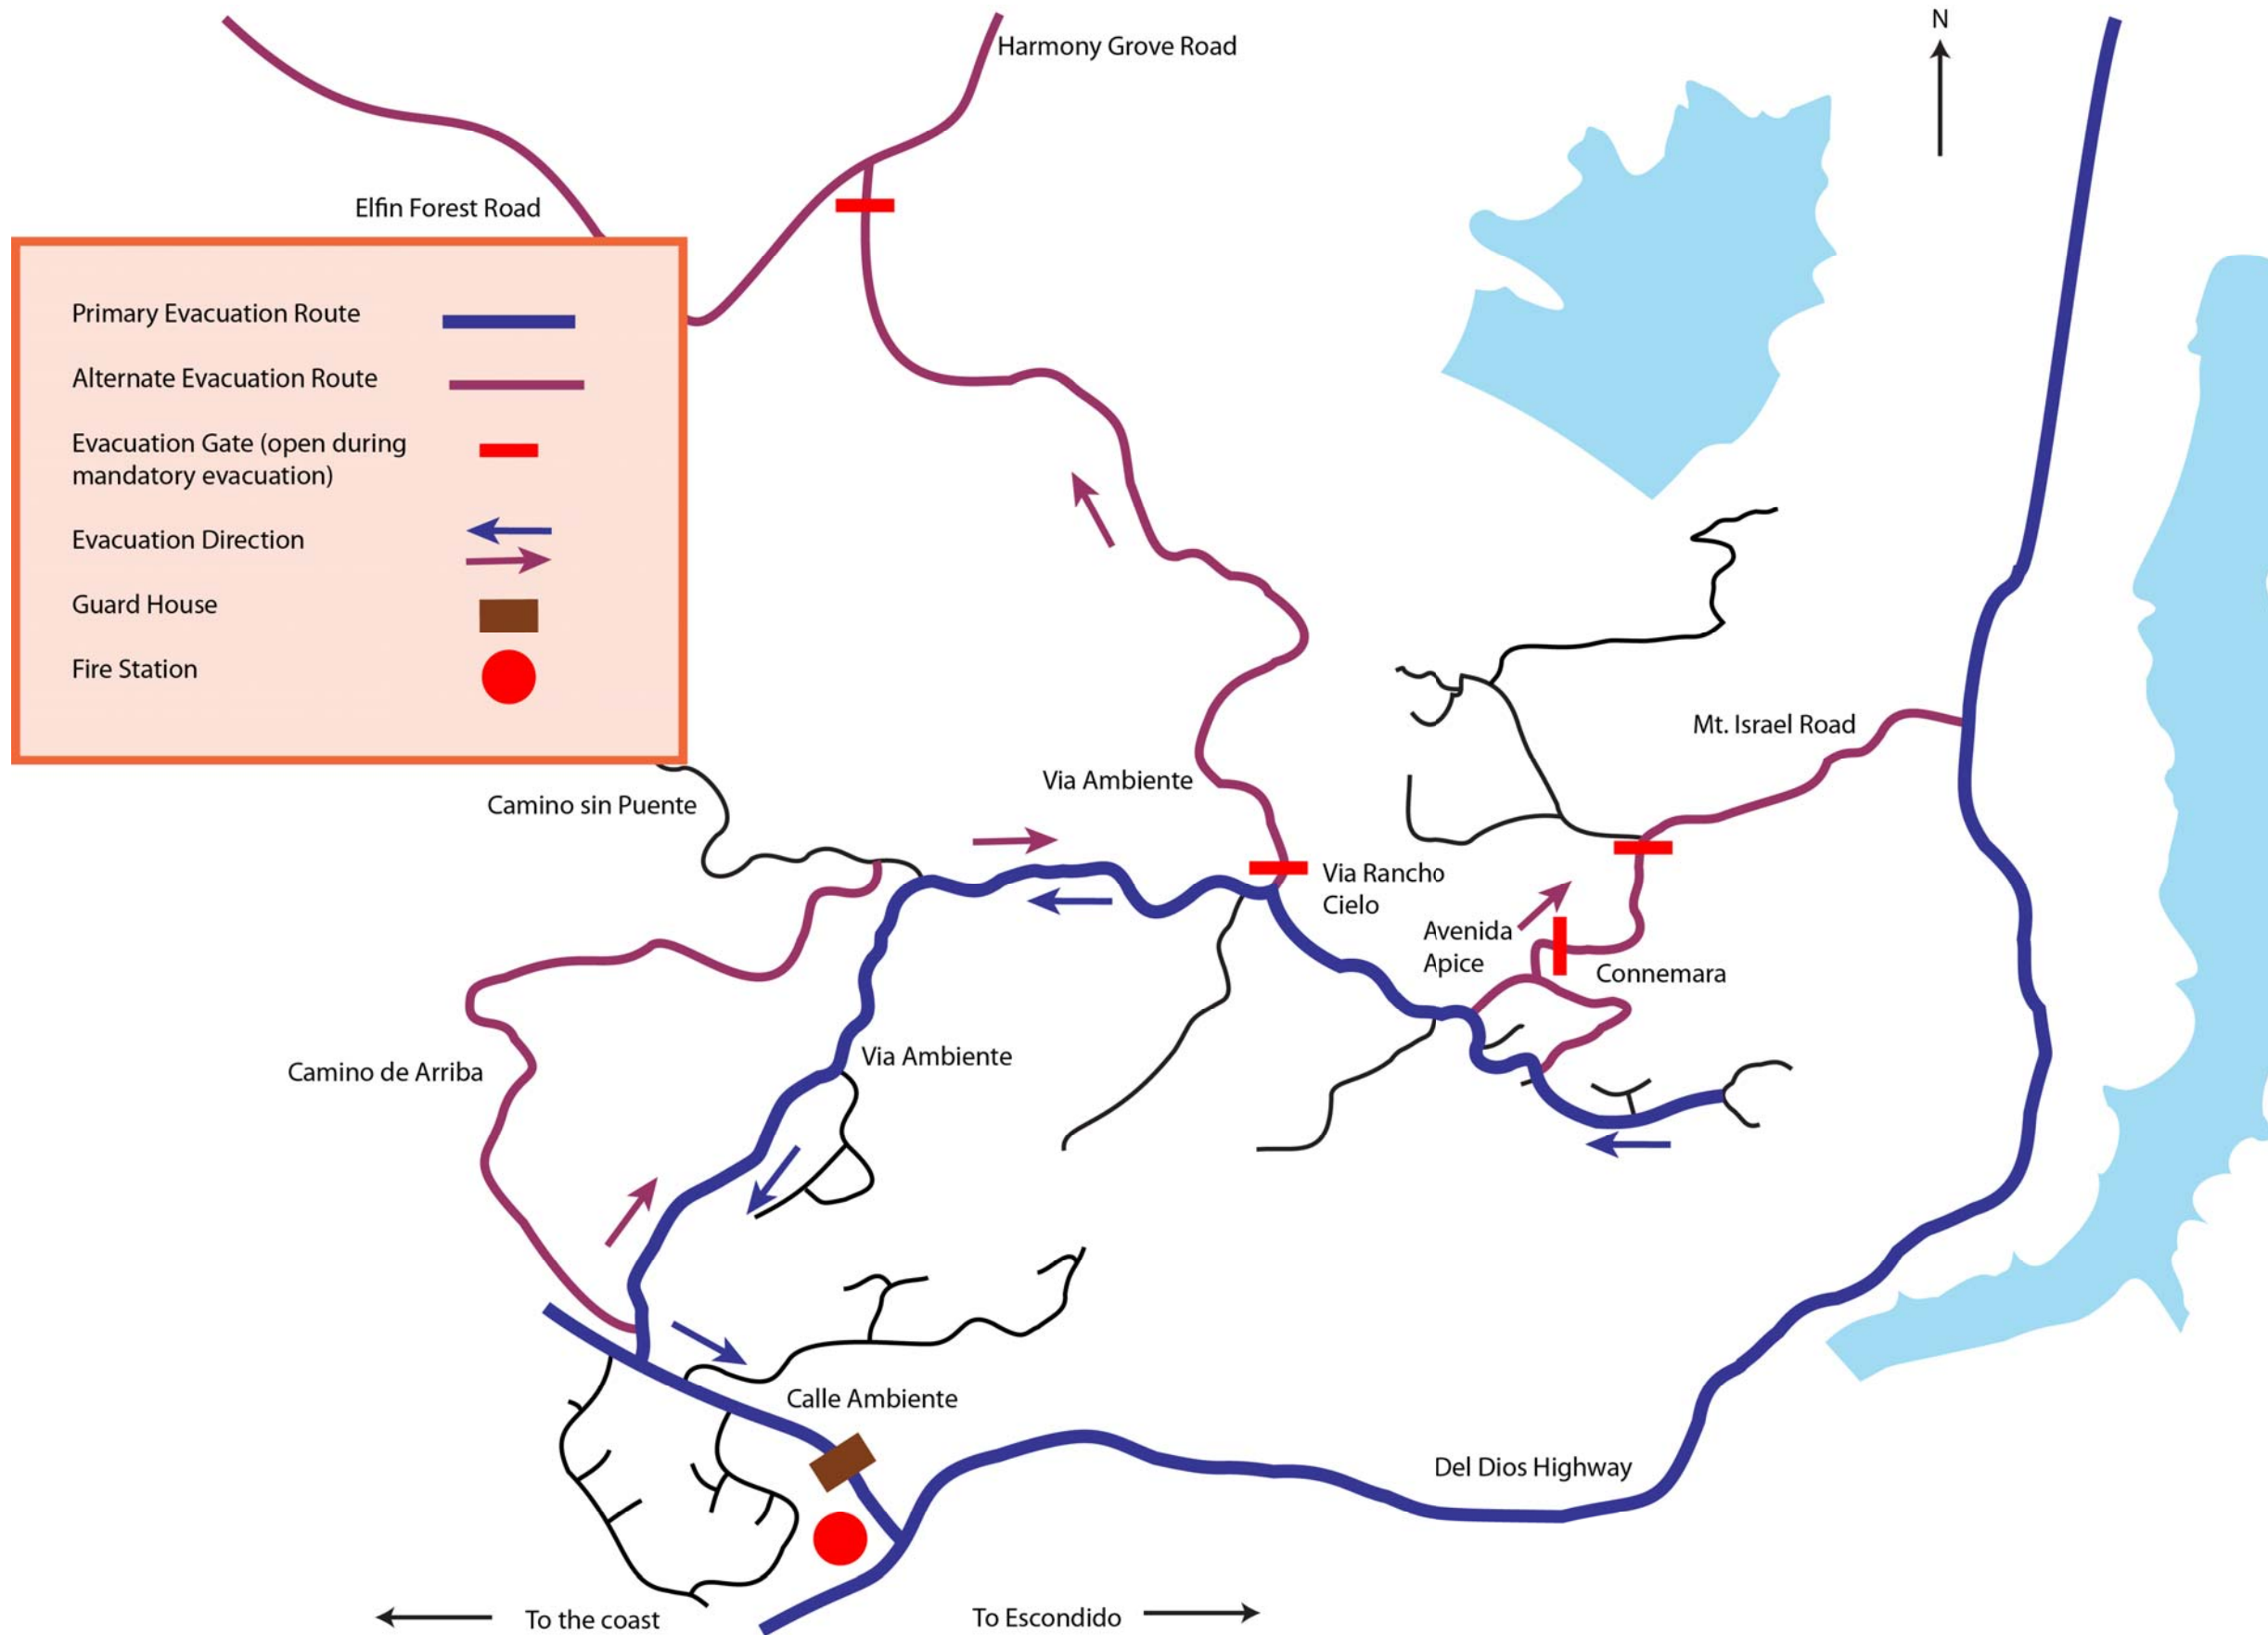 N
Harmony Grove Road
Elfin Forest Road
Primary Evacuation Route
Alternate Evacuation Route
Evacuation Gate (open during
mandatory evacuation)
Evacuation Direction
Guard House
Fire Station
Mt. Israel Road
Via Ambiente
Camino sin Puente
Via Rancho
Cielo
Avenida
Apice
Connemara
Via Ambiente
Camino de Arriba
Calle Ambiente
Del Dios Highway
To the coast
To Escondido